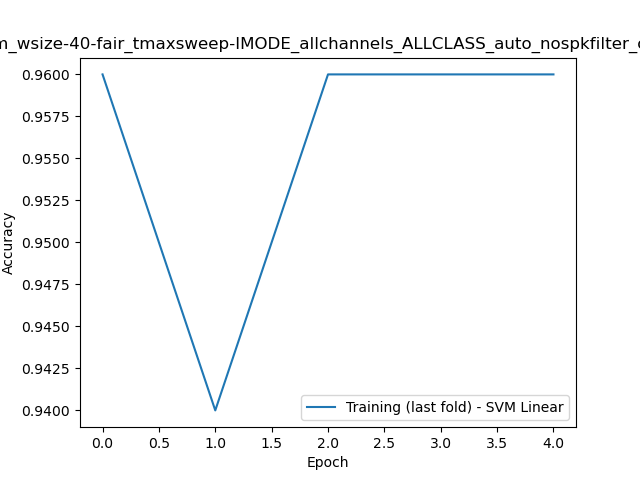 m_wsize-40-fair_tmaxsweep-IMODE_allchannels_ALLCLASS_auto_nospkfilter_
0.9600
0.9575
0.9550
0.9525
0.9500
0.9475
0.9450
0.9425
0.9400
Accuracy
Training (last fold) - SVM Linear
0.0 0.5 1.0 1.5 2.0 2.5 3.0 3.5 4.0
Epoch